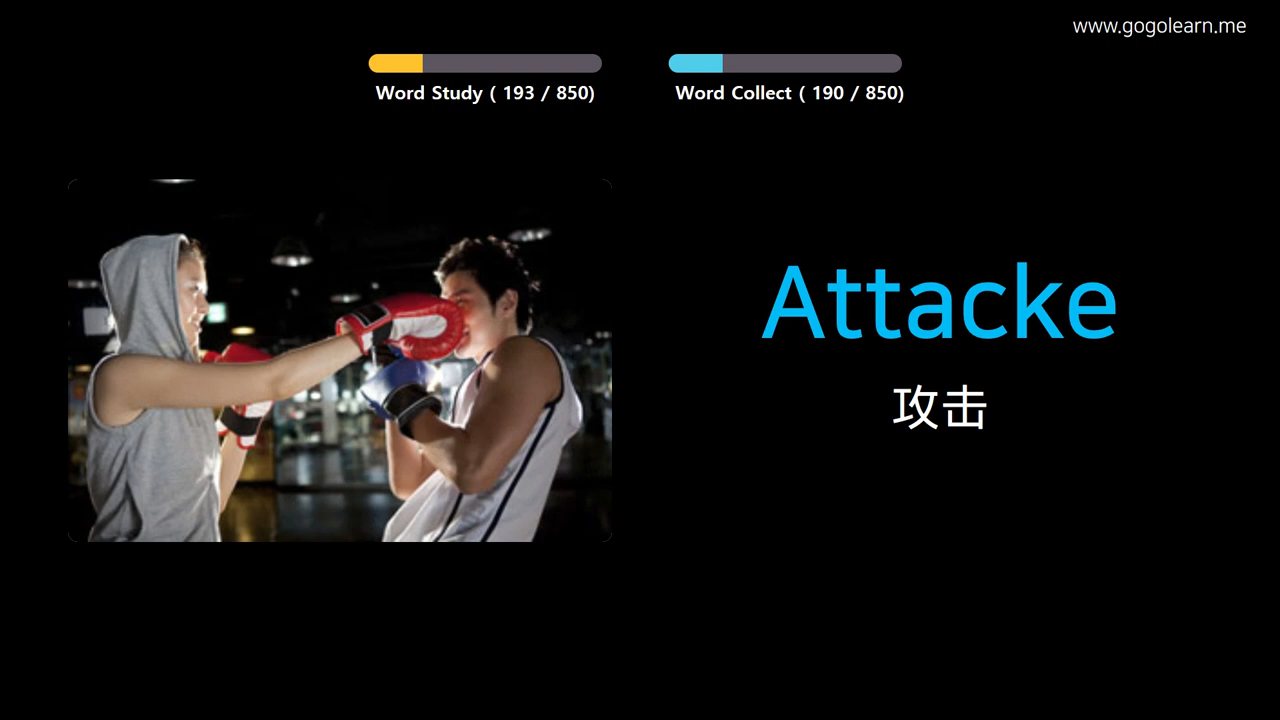 www.gogolearn.me
Word Study ( 193 / 850)
Word Collect ( 190 / 850)
Attacke
攻击